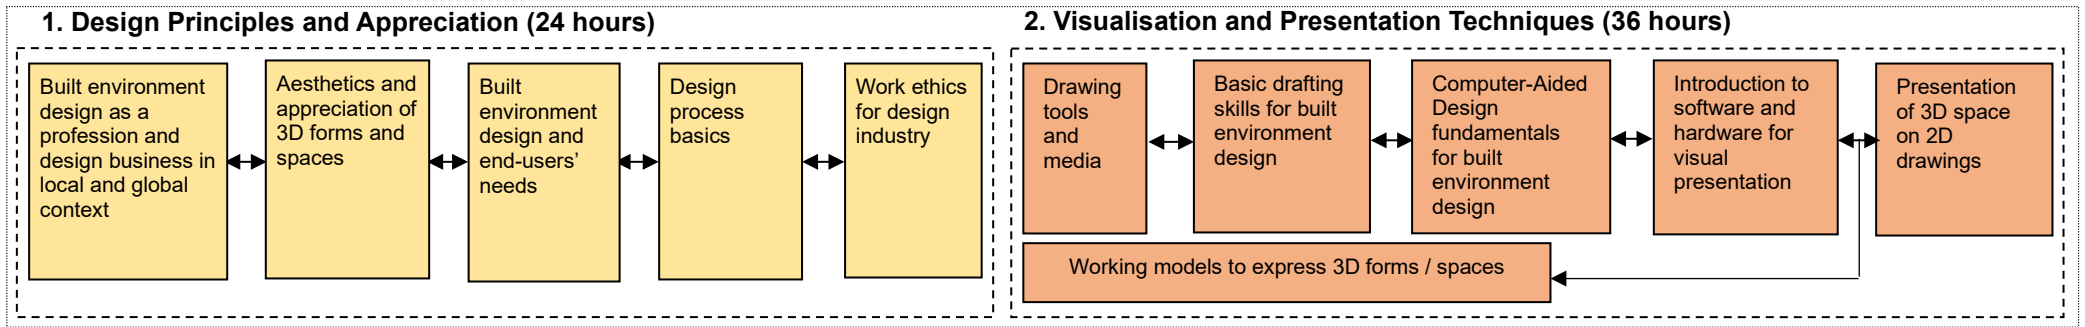 1. Design Principles and Appreciation (24 hours)
Built environment
design as a
profession and
design business in
local and global
context
Aesthetics and
appreciation of
3D forms and
spaces
Built
environment
design and
end-users’
needs
Design
process
basics
Work ethics
for design
industry
2. Visualisation and Presentation Techniques (36 hours)
Drawing
tools
and
media
Basic drafting
skills for built
environment
design
Computer-Aided
Design
fundamentals
for built
environment
design
Introduction to
software and
hardware for
visual
presentation
Presentation
of 3D space
on 2D
drawings
Working models to express 3D forms / spaces